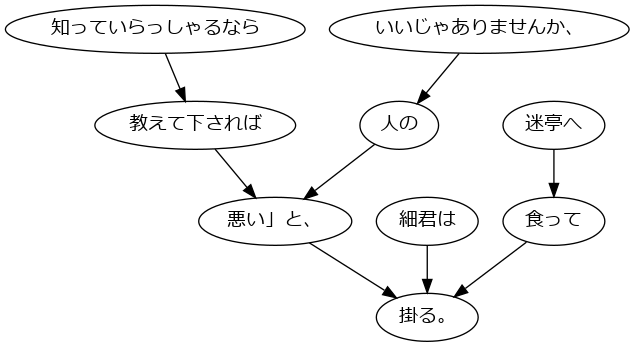 知っていらっしゃるなら
いいじゃありませんか、
教えて下されば
人の
迷亭へ
悪い」と、
細君は
食って
掛る。